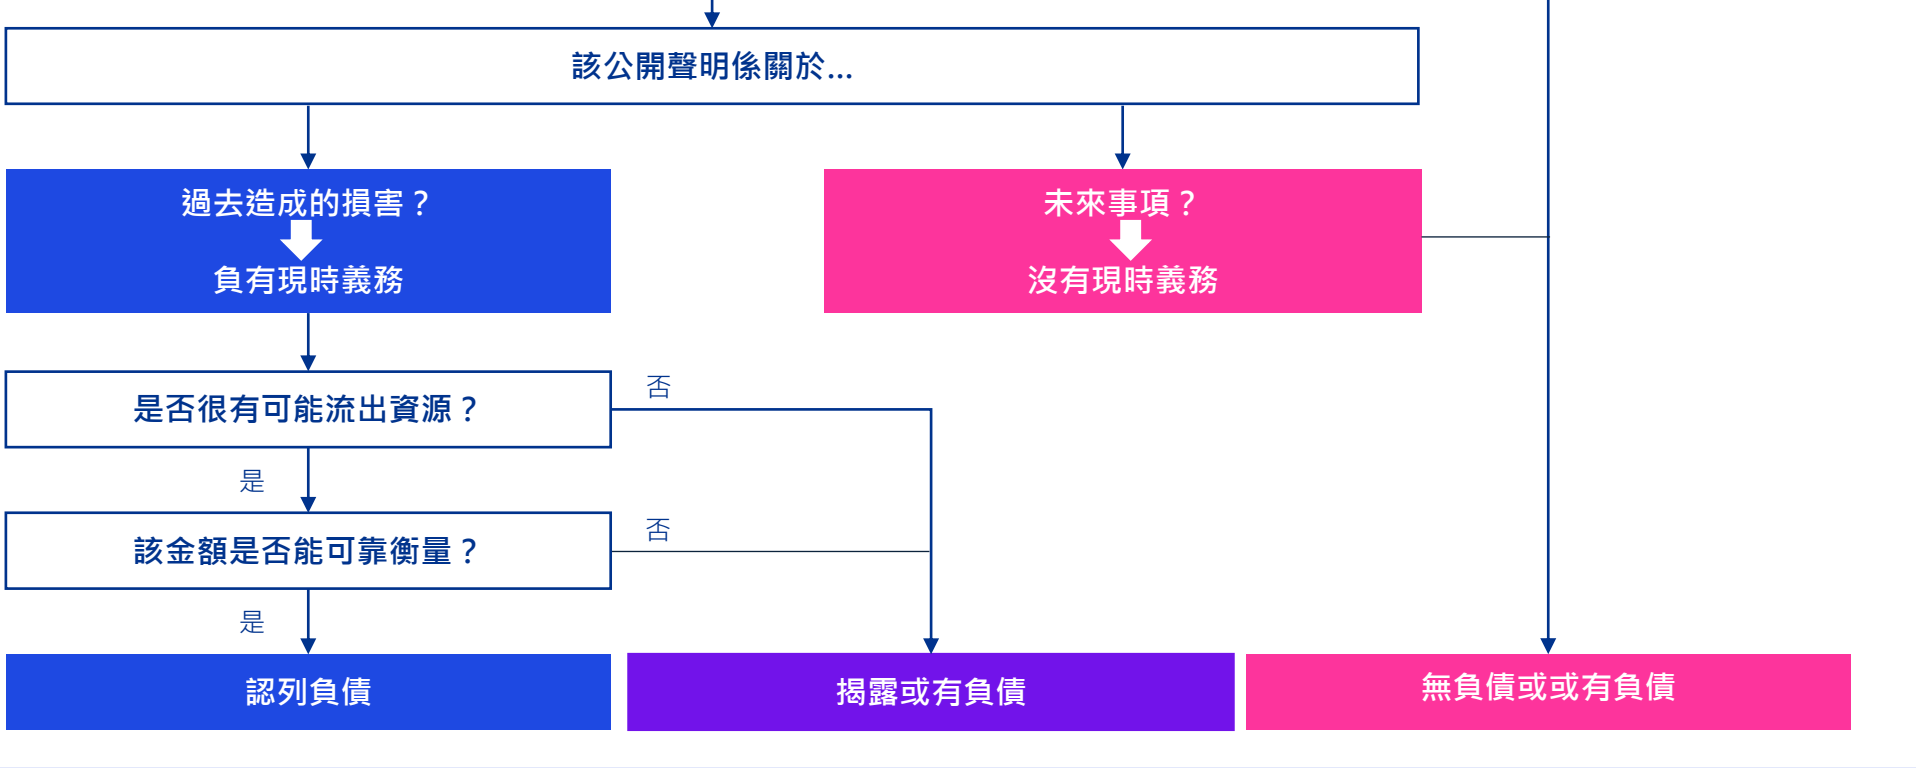 該公開聲明係關於...
過去造成的損害？
負有現時義務
未來事項？
沒有現時義務
是否很有可能流出資源？
否
是
該金額是否能可靠衡量？
否
是
認列負債
揭露或有負債
無負債或或有負債